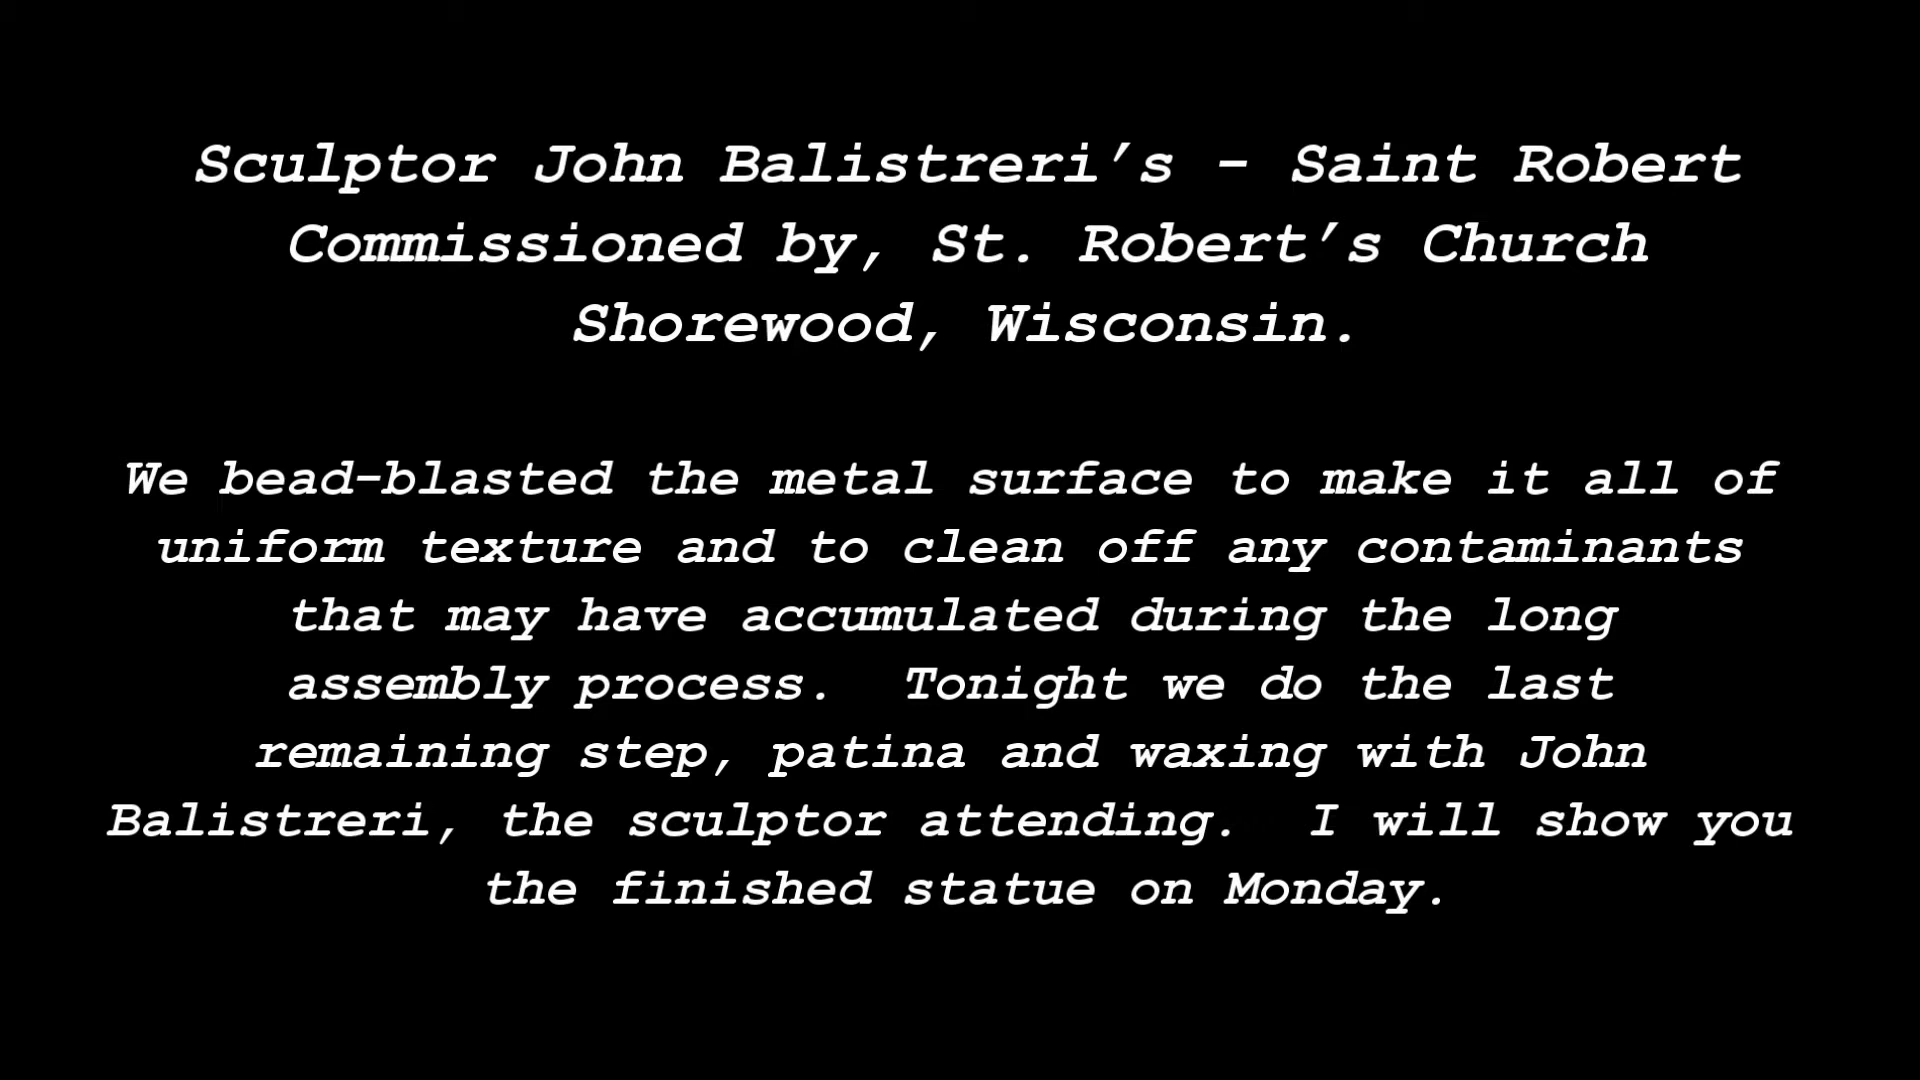 Sculptor John Balistreri’s - Saint Robert
Commissioned by, St. Robert’s Church
Shorewood, Wisconsin.
We bead-blasted the metal surface to make it all of
uniform texture and to clean off any contaminants
that may have accumulated during the long
assembly process.  Tonight we do the last
remaining step, patina and waxing with John
Balistreri, the sculptor attending.  I will show you
the finished statue on Monday.